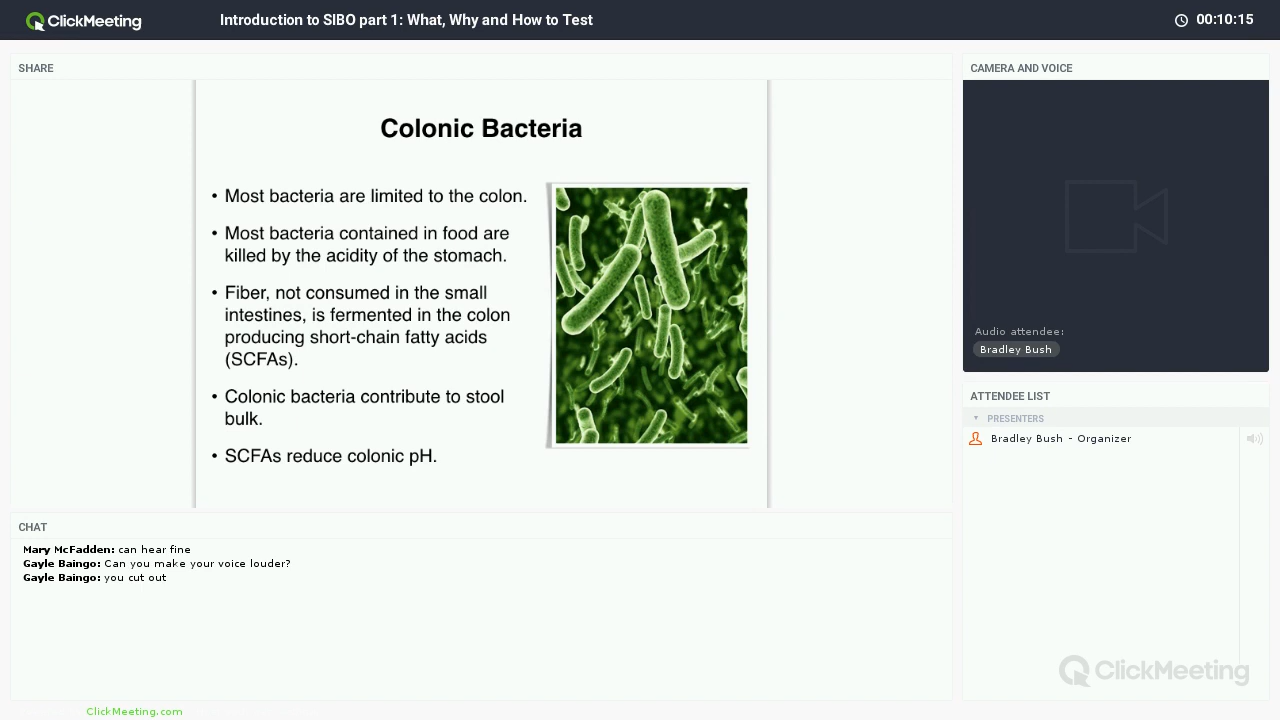 ClickMeeting
Introduction to SIBO part 1: What, Why and How to Test
00:10:15
SHARE
Colonic Bacteria
• Most bacteria are limited to the colon.
• Most bacteria contained in food are
killed by the acidity of the stomach.
• Fiber, not consumed in the small
intestines, is fermented in the colon
producing short-chain fatty acids
(SCFAs).
• Colonic bacteria contribute to stool
bulk.
• SCFAs reduce colonic pH.
CAMERA AND VOICE
Audio attendee:
Bradley Bush
ATTENDEE LIST
PRESENTERS
Bradley Bush - Organizer
CHAT
Mary McFadden: can hear fine
Gayle Baingo: Can you make your voice louder?
Gayle Baingo: you cut out
ClickMeeting
ClickMeeting.com